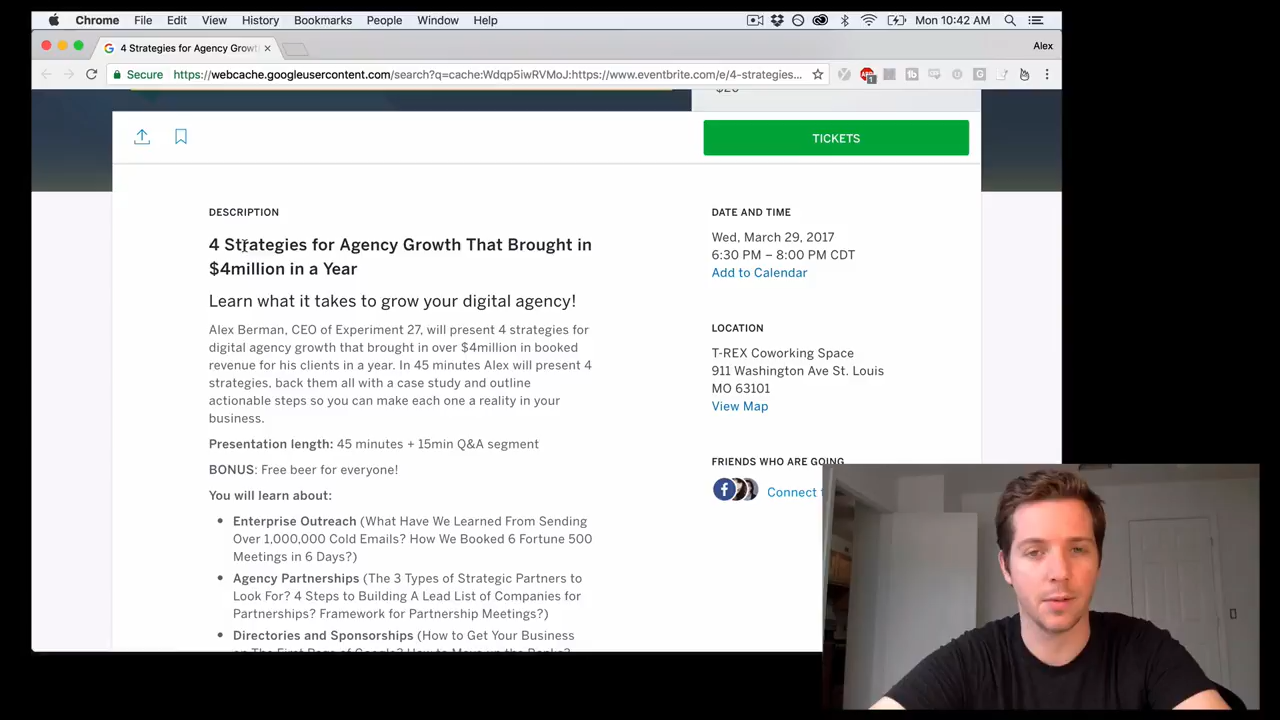 Chrome File Edit View History Bookmarks People Window Help Mon 10:42 AM
4 Strategies for Agency Growt
Alex
Secure https://webcache.googleusercontent.com/search?q=cache:Wdqp5iwRVMoJ:https://www.eventbrite.com/e/4-strategies...
TICKETS
DESCRIPTION
4 Strategies for Agency Growth That Brought in
$4million in a Year
Learn what it takes to grow your digital agency!
Alex Berman, CEO of Experiment 27, will present 4 strategies for
digital agency growth that brought in over $4million in booked
revenue for his clients in a year. In 45 minutes Alex will present 4
strategies, back them all with a case study and outline
actionable steps so you can make each one a reality in your
business.
Presentation length: 45 minutes + 15min Q&A segment
BONUS: Free beer for everyone!
You will learn about:
• Enterprise Outreach (What Have We Learned From Sending
Over 1,000,000 Cold Emails? How We Booked 6 Fortune 500
Meetings in 6 Days?)
• Agency Partnerships (The 3 Types of Strategic Partners to
Look For? 4 Steps to Building A Lead List of Companies for
Partnerships? Framework for Partnership Meetings?)
• Directories and Sponsorships (How to Get Your Business
DATE AND TIME
Wed, March 29, 2017
6:30 PM – 8:00 PM CDT
Add to Calendar
LOCATION
T-REX Coworking Space
911 Washington Ave St. Louis
MO 63101
View Map
FRIENDS WHO ARE GOING
Connect